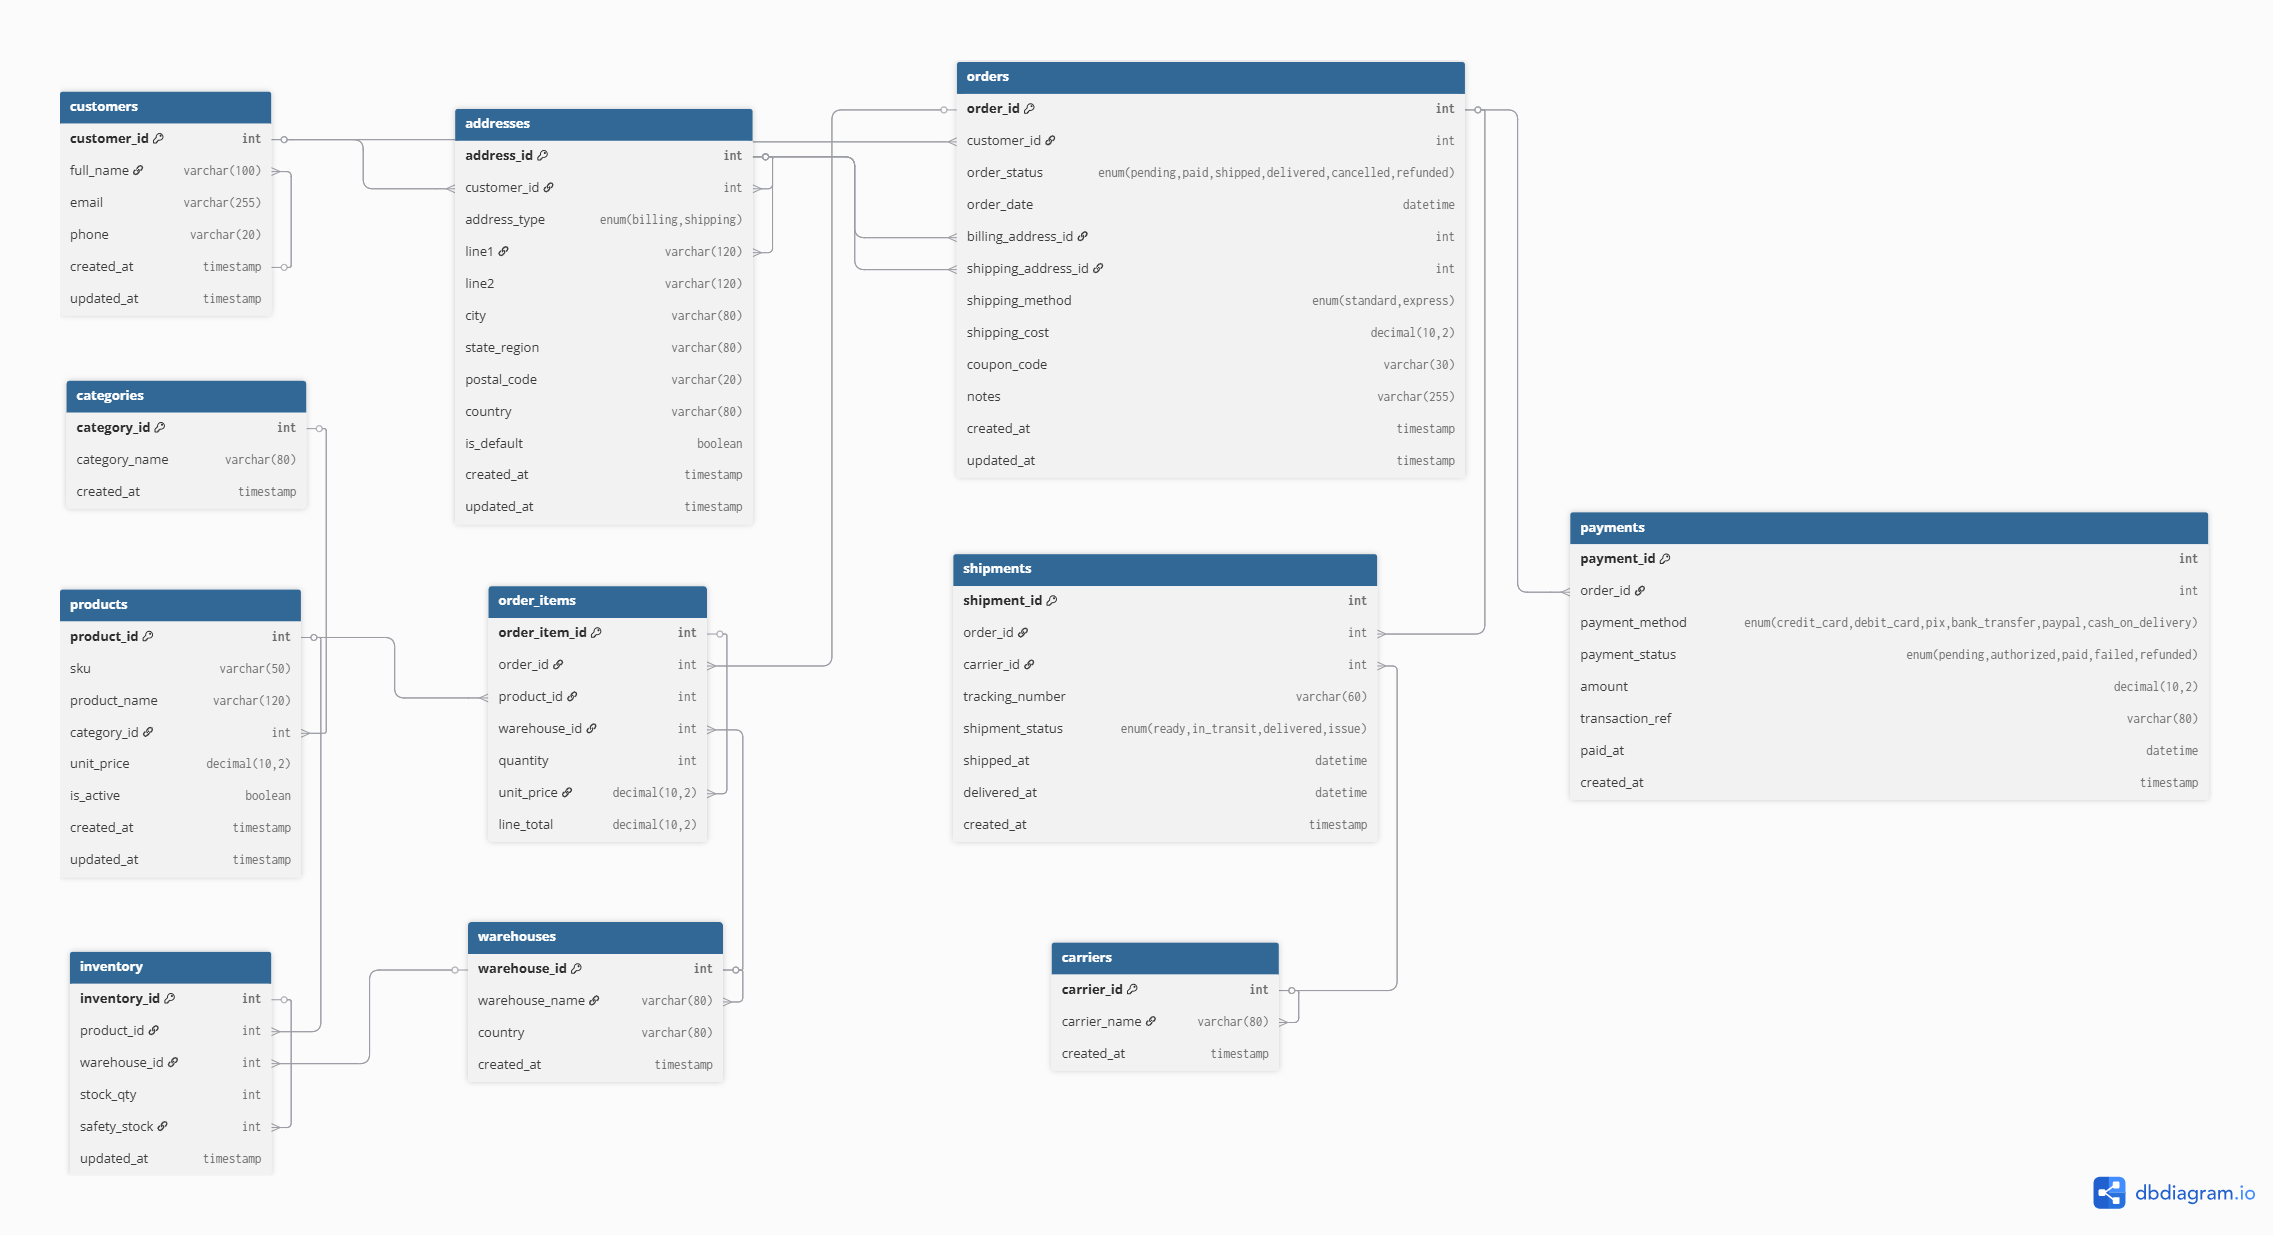 customers
customer_id int
full_name varchar(100)
email varchar(255)
phone varchar(20)
created_at timestamp
updated_at timestamp
addresses
address_id int
customer_id int
address_type enum(billing,shipping)
line1 varchar(120)
line2 varchar(120)
city varchar(80)
state_region varchar(80)
postal_code varchar(20)
country varchar(80)
is_default boolean
created_at timestamp
updated_at timestamp
orders
order_id int
customer_id int
order_status enum(pending,paid,shipped,delivered,cancelled,refunded)
order_date datetime
billing_address_id int
shipping_address_id int
shipping_method enum(standard,express)
shipping_cost decimal(10,2)
coupon_code varchar(30)
notes varchar(255)
created_at timestamp
updated_at timestamp
categories
category_id int
category_name varchar(80)
created_at timestamp
products
product_id int
sku varchar(50)
product_name varchar(120)
category_id int
unit_price decimal(10,2)
is_active boolean
created_at timestamp
updated_at timestamp
order_items
order_item_id int
order_id int
product_id int
warehouse_id int
quantity int
unit_price decimal(10,2)
line_total decimal(10,2)
shipments
shipment_id int
order_id int
carrier_id int
tracking_number varchar(60)
shipment_status enum(ready,in_transit,delivered,issue)
shipped_at datetime
delivered_at datetime
created_at timestamp
payments
payment_id int
order_id int
payment_method enum(credit_card,debit_card,pix,bank_transfer,paypal,cash_on_delivery)
payment_status enum(pending,authorized,paid,failed,refunded)
amount decimal(10,2)
transaction_ref varchar(80)
paid_at datetime
created_at timestamp
inventory
inventory_id int
product_id int
warehouse_id int
stock_qty int
safety_stock int
updated_at timestamp
warehouses
warehouse_id int
warehouse_name varchar(80)
country varchar(80)
created_at timestamp
carriers
carrier_id int
carrier_name varchar(80)
created_at timestamp
dbdiagram.io